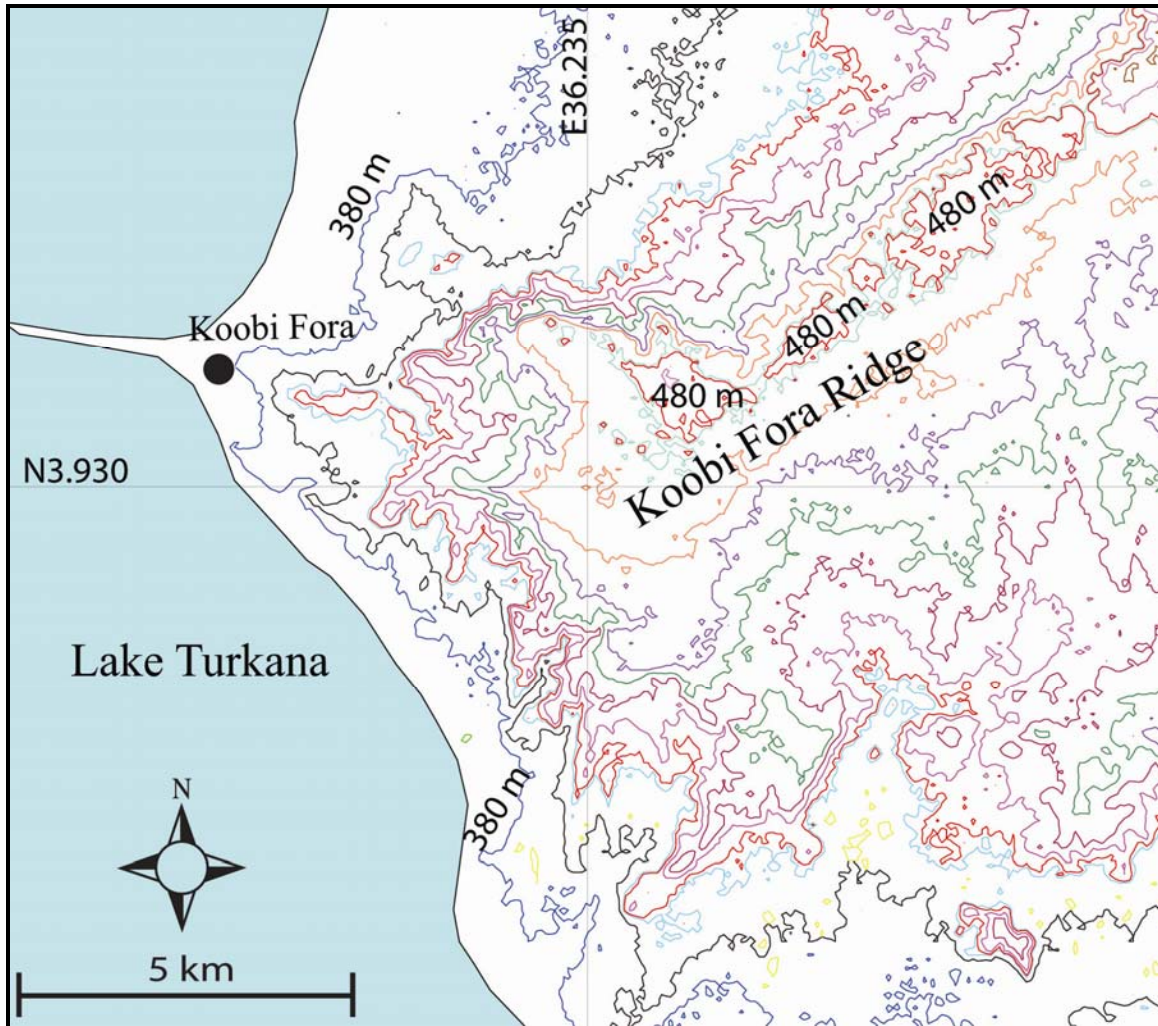 E36.235
380 m
480 m
480 m
Koobi Fora
480 m
Koobi Fora Ridge
N3.930
Lake Turkana
N
380 m
5 km